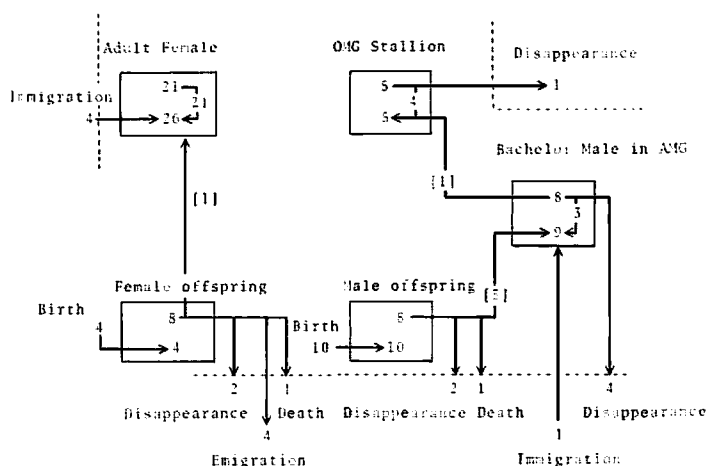 Adult Female
OMG Stallion
Disappearance
Immigration
4
21
21
26
5
4
5
1
Bachelor Male in AMG
[1]
[1]
8
3
9
Female offspring
Male offspring
Birth
4
8
4
Birth
10
8
10
[5]
2
1
2
1
4
Disappearance
Death
Disappearance
Death
Disappearance
4
1
Emigration
Immigration